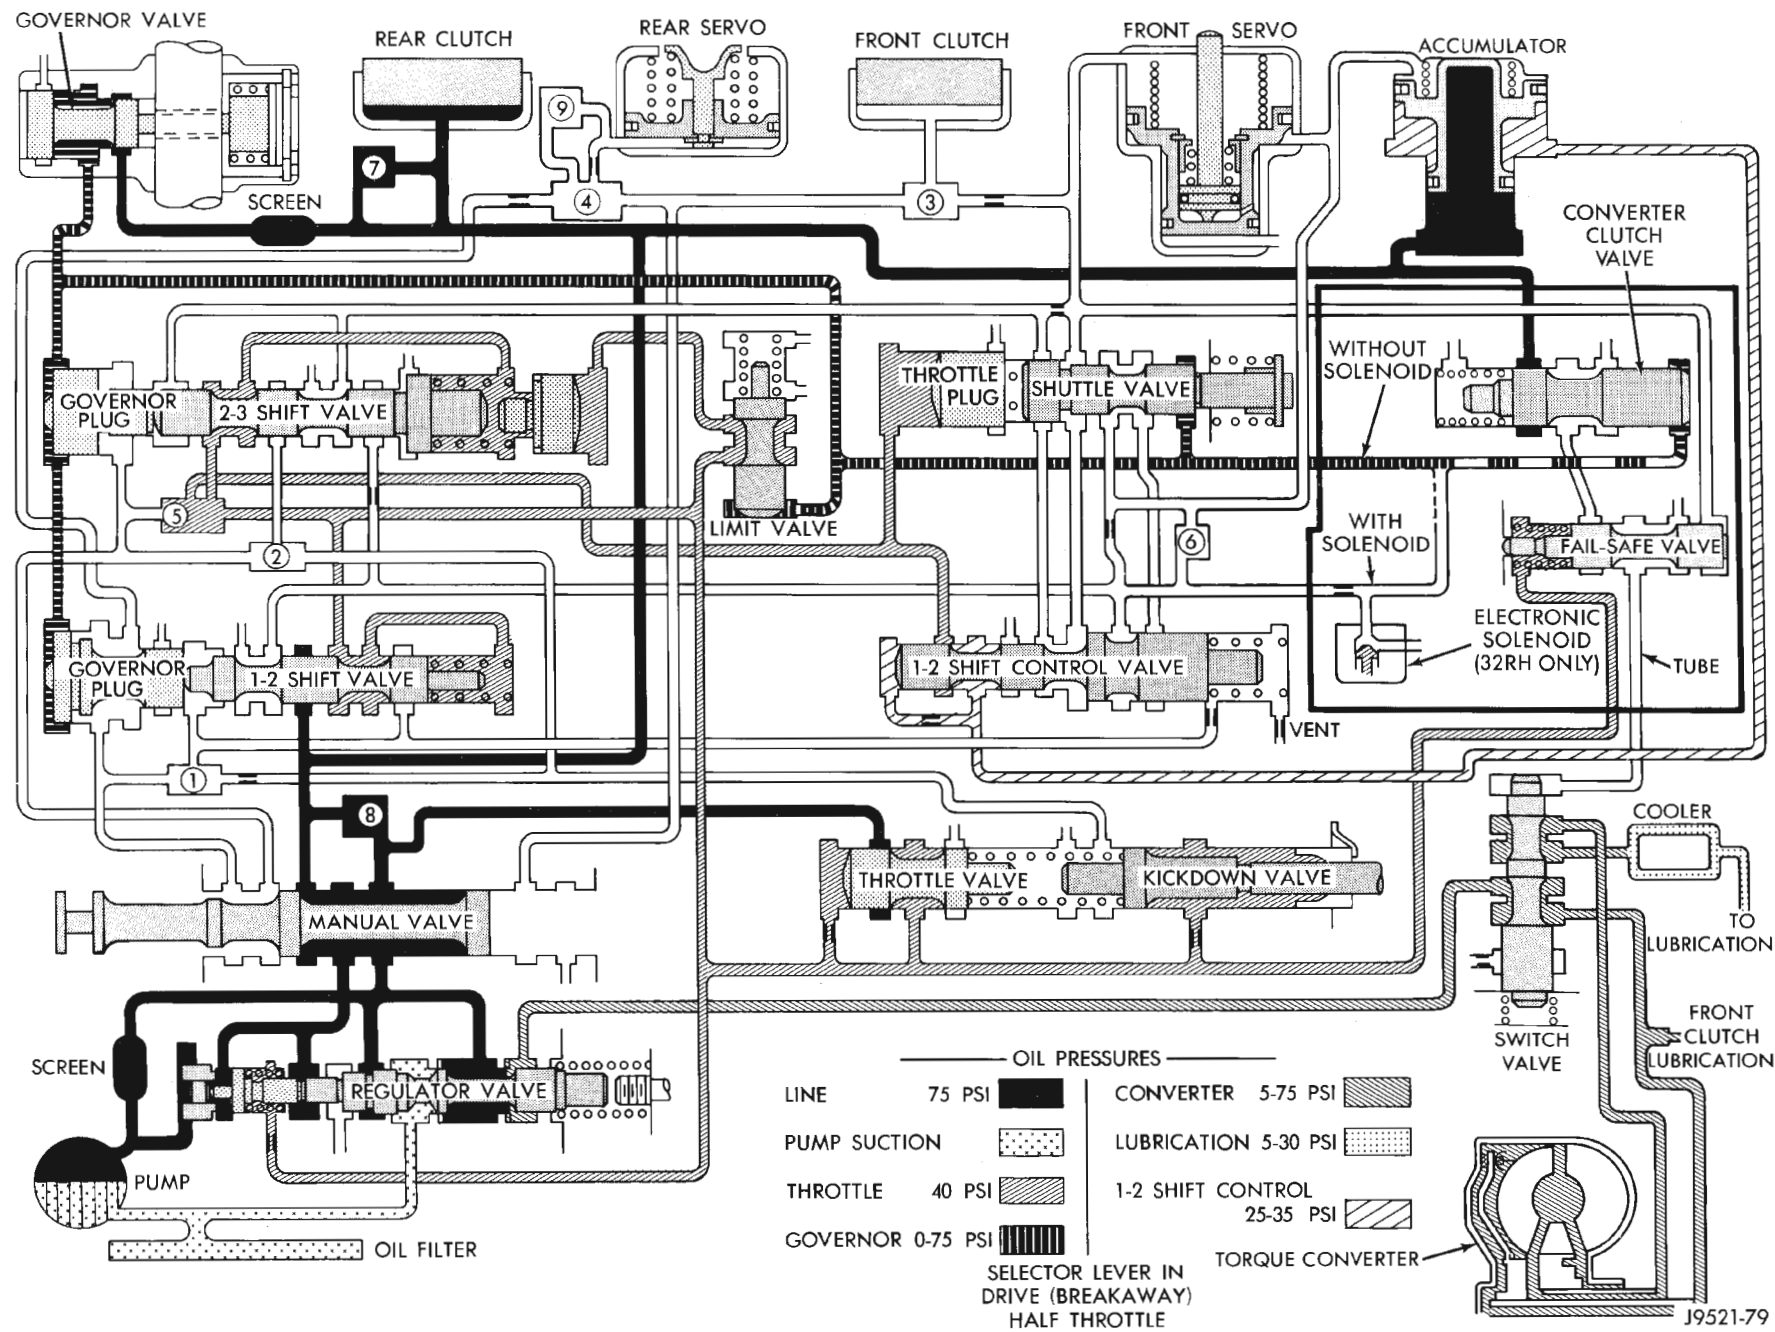 GOVERNOR VALVE
REAR CLUTCH
REAR SERVO
FRONT CLUTCH
FRONT SERVO
ACCUMULATOR
9
7
4
3
SCREEN
CONVERTER
CLUTCH
VALVE
GOVERNOR
PLUG
2-3 SHIFT VALVE
THROTTLE
PLUG
SHUTTLE VALVE
WITHOUT
SOLENOID
5
LIMIT VALVE
2
6
WITH
SOLENOID
FAIL-SAFE VALVE
GOVERNOR
PLUG
1-2 SHIFT VALVE
1-2 SHIFT CONTROL VALVE
ELECTRONIC
SOLENOID
(32RH ONLY)
TUBE
VENT
1
8
COOLER
THROTTLE VALVE
KICKDOWN VALVE
MANUAL VALVE
TO
LUBRICATION
SCREEN
REGULATOR VALVE
SWITCH
VALVE
FRONT
CLUTCH
LUBRICATION
PUMP
OIL FILTER
OIL PRESSURES
LINE 75 PSI
PUMP SUCTION
THROTTLE 40 PSI
GOVERNOR 0-75 PSI
CONVERTER 5-75 PSI
LUBRICATION 5-30 PSI
1-2 SHIFT CONTROL
25-35 PSI
SELECTOR LEVER IN
DRIVE (BREAKAWAY)
HALF THROTTLE
TORQUE CONVERTER
J9521-79